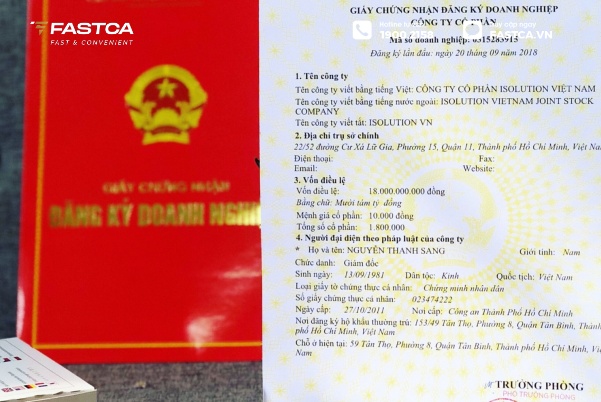 FASTCA
FAST & CONVENIENT
1900 2158
FASTCA.VN
GIẤY CHỨNG NHẬN
ĐĂNG KÝ DOANH NGHIỆP
GIẤY CHỨNG NHẬN ĐĂNG KÝ DOANH NGHIỆP
CÔNG TY CỔ PHẦN
Mã số doanh nghiệp: 0315283915
Đăng ký lần đầu: ngày 20 tháng 09 năm 2018
1. Tên công ty
Tên công ty viết bằng tiếng Việt: CÔNG TY CỔ PHẦN ISOLUTION VIỆT NAM
Tên công ty viết bằng tiếng nước ngoài: ISOLUTION VIETNAM JOINT STOCK
COMPANY
Tên công ty viết tắt: ISOLUTION VN
2. Địa chỉ trụ sở chính
22/52 đường Cư Xá Lữ Gia, Phường 15, Quận 11, Thành phố Hồ Chí Minh, Việt Nam
Điện thoại: Fax:
Email: Website:
3. Vốn điều lệ
Vốn điều lệ: 18.000.000.000 đồng
Bằng chữ: Mười tám tỷ đồng
Mệnh giá cổ phần: 10.000 đồng
Tổng số cổ phần: 1.800.000
4. Người đại diện theo pháp luật của công ty
* Họ và tên: NGUYỄN THANH SANG Giới tính: Nam
Chức danh: Giám đốc
Sinh ngày: 13/09/1981 Dân tộc: Kinh Quốc tịch: Việt Nam
Loại giấy tờ chứng thực cá nhân: Chứng minh nhân dân
Số giấy chứng thực cá nhân: 023474222
Ngày cấp: 27/10/2011 Nơi cấp: Công an Thành Phố Hồ Chí Minh
Nơi đăng ký hộ khẩu thường trú: 153/49 Tân Thọ, Phường 8, Quận Tân Bình, Thành
phố Hồ Chí Minh, Việt Nam
Chỗ ở hiện tại: 59 Tân Thọ, Phường 8, Quận Tân Bình, Thành phố Hồ Chí Minh, Việt
Nam
TRƯỞNG PHÒNG
PHÓ TRƯỞNG PHÒNG